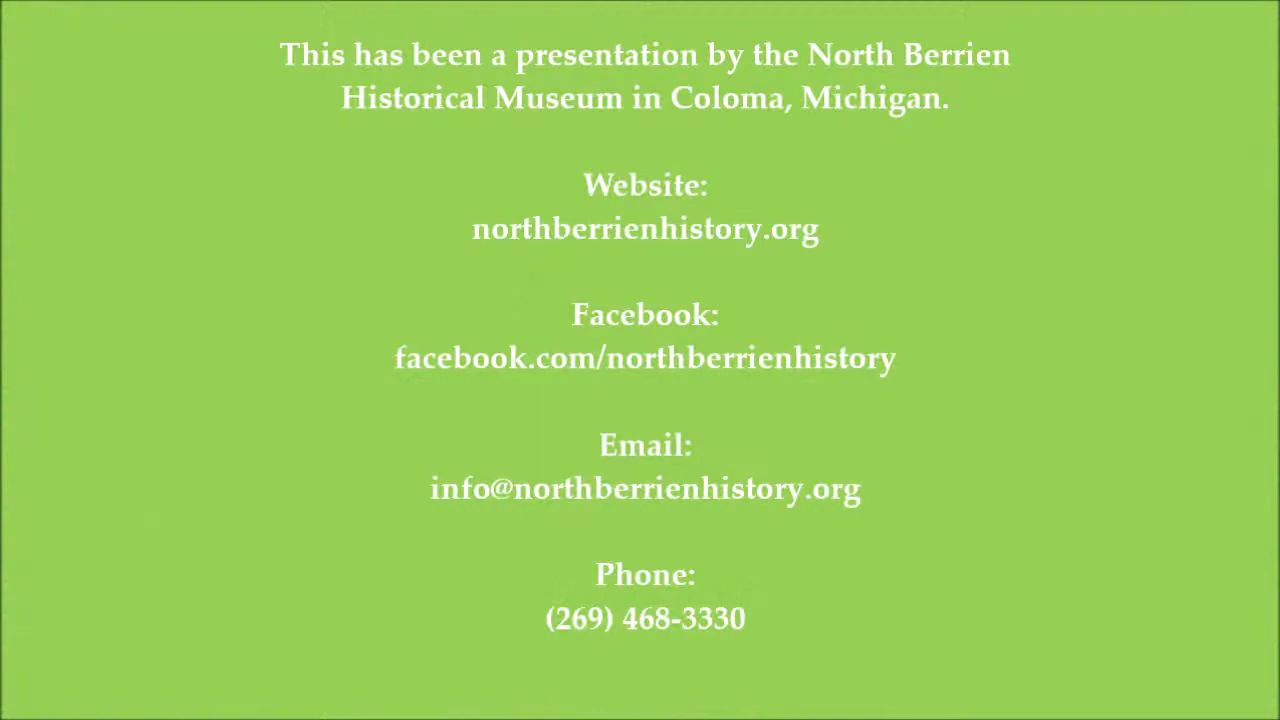 This has been a presentation by the North Berrien
Historical Museum in Coloma, Michigan.
Website:
northberrienhistory.org
Facebook:
facebook.com/northberrienhistory
Email:
info@northberrienhistory.org
Phone:
(269) 468-3330